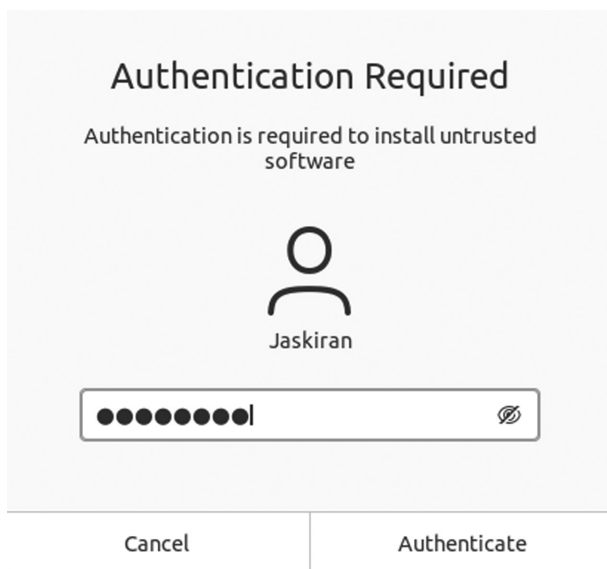 Authentication Required
Authentication is required to install untrusted
software
Jaskiran
●●●●●●●●
Cancel
Authenticate